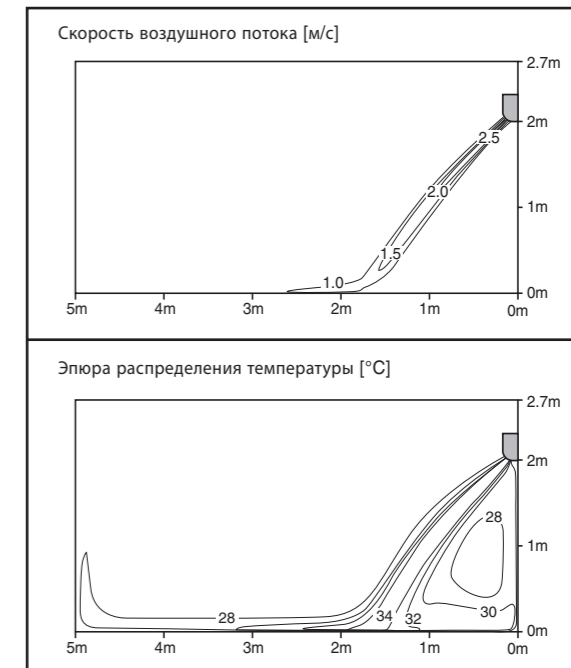 Скорость воздушного потока [м/с]
2.7m
2m
2.5
2.0
1m
1.5
1.0
0m
5m 4m 3m 2m 1m 0m
Эпюра распределения температуры [°C]
2.7m
2m
28
1m
30
28 34 32
0m
5m 4m 3m 2m 1m 0m